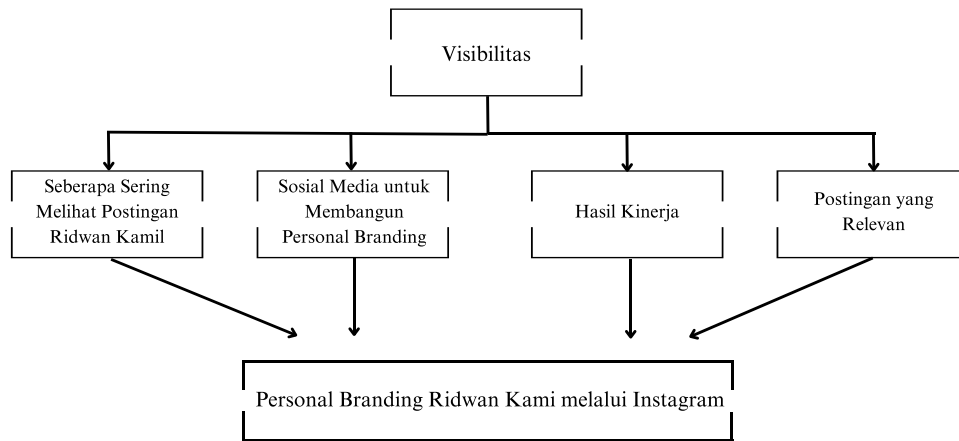 Visibilitas
Seberapa Sering
Melihat Postingan
Ridwan Kamil
Sosial Media untuk
Membangun
Personal Branding
Hasil Kinerja
Postingan yang
Relevan
Personal Branding Ridwan Kami melalui Instagram